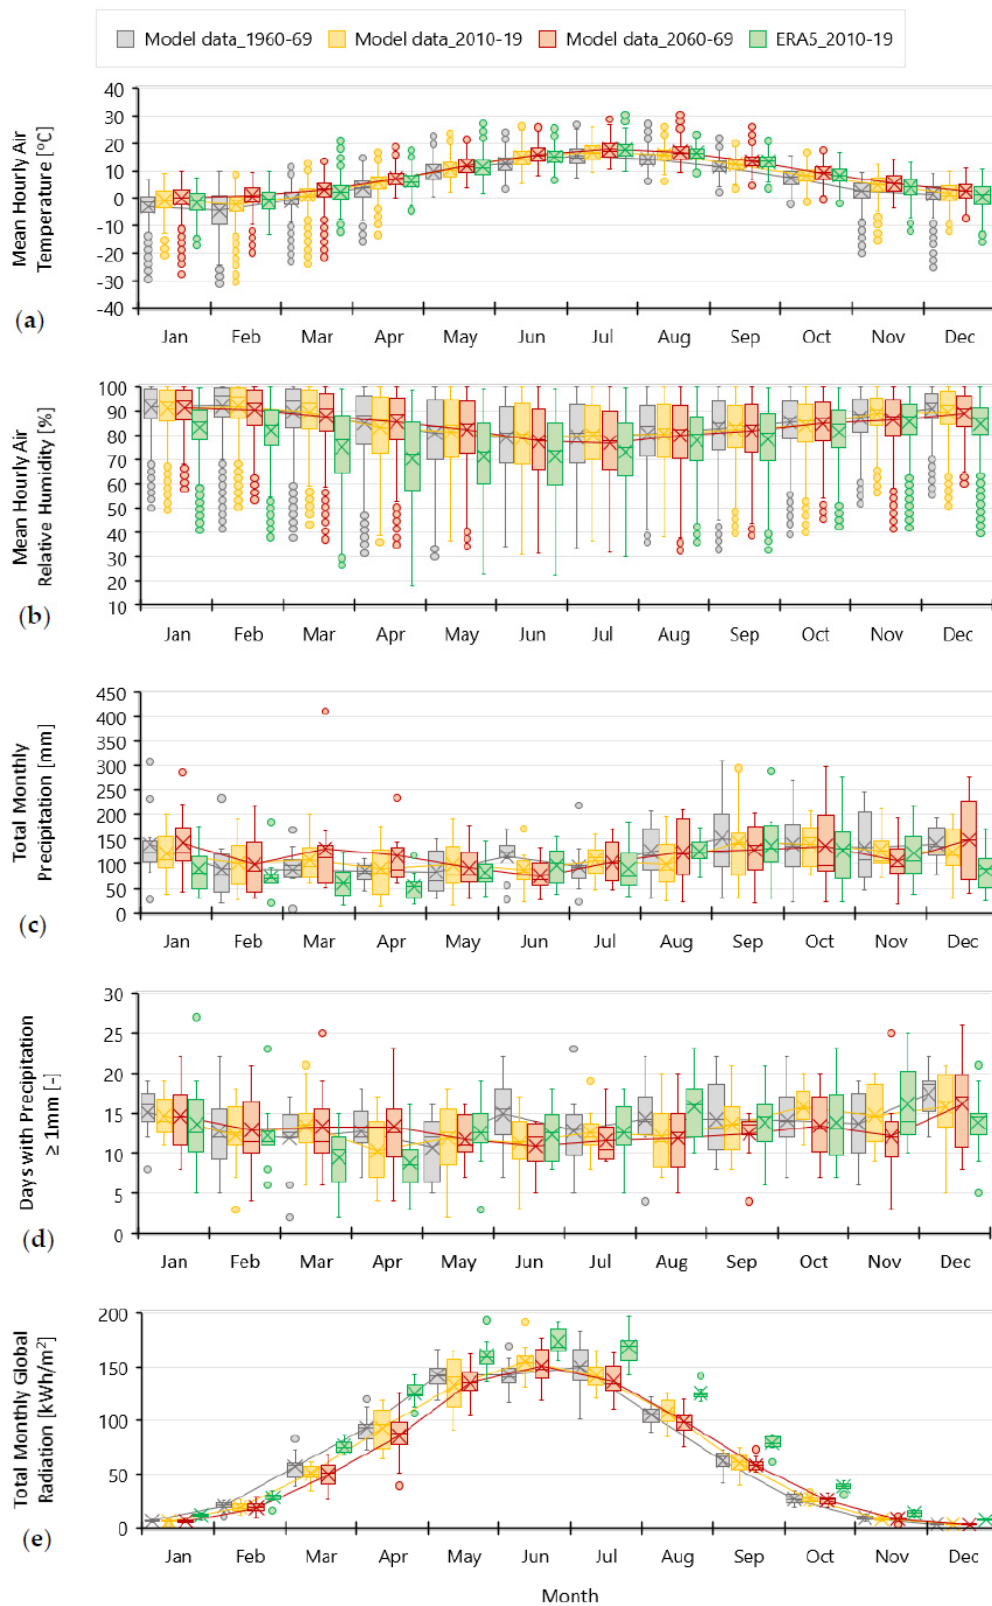 Model data_1960-69 Model data_2010-19 Model data_2060-69 ERA5_2010-19
Mean Hourly Air
Temperature [°C]
40
30
20
10
0
-10
-20
-30
-40
Jan Feb Mar Apr May Jun Jul Aug Sep Oct Nov Dec
(a)
Mean Hourly Air
Relative Humidity [%]
100
90
80
70
60
50
40
30
20
10
Jan Feb Mar Apr May Jun Jul Aug Sep Oct Nov Dec
(b)
Total Monthly
Precipitation [mm]
450
400
350
300
250
200
150
100
50
0
Jan Feb Mar Apr May Jun Jul Aug Sep Oct Nov Dec
(c)
Days with Precipitation
≥ 1mm [-]
30
25
20
15
10
5
0
Jan Feb Mar Apr May Jun Jul Aug Sep Oct Nov Dec
(d)
Total Monthly Global
Radiation [kWh/m²]
200
150
100
50
0
Jan Feb Mar Apr May Jun Jul Aug Sep Oct Nov Dec
(e)
Month